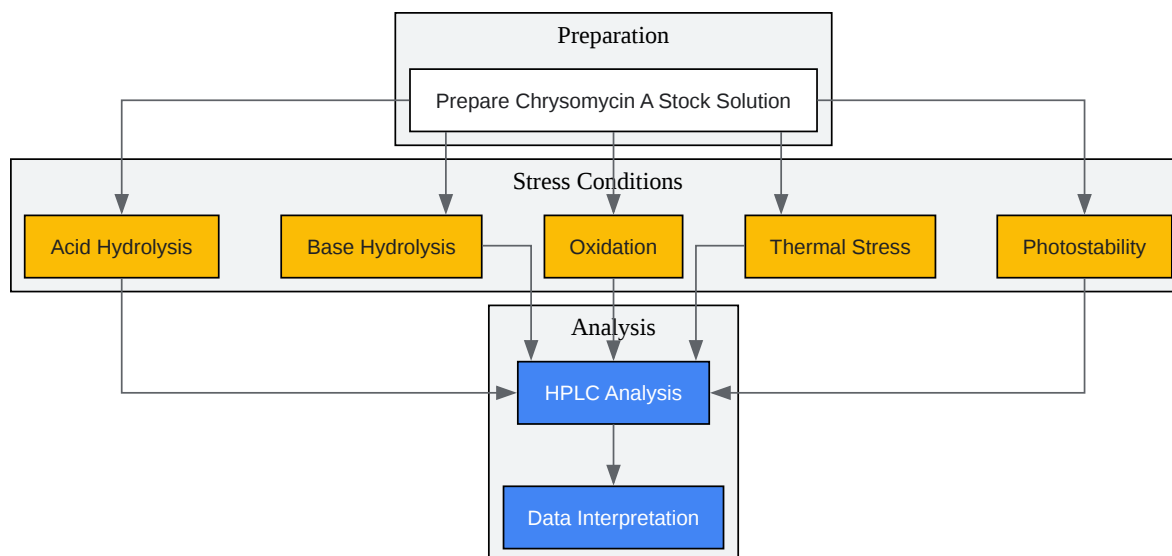 Preparation
Prepare Chrysomycin A Stock Solution
Stress Conditions
Acid Hydrolysis
Base Hydrolysis
Oxidation
Thermal Stress
Photostability
Analysis
HPLC Analysis
Data Interpretation